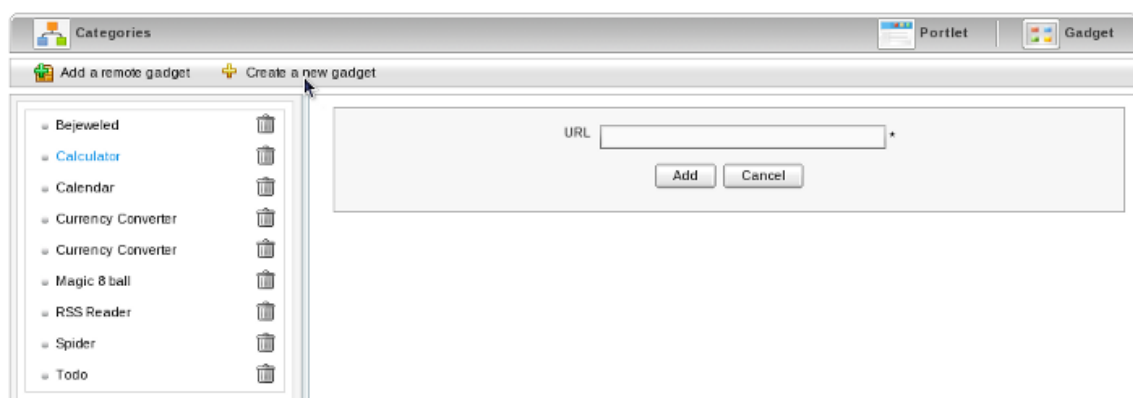 Categories Portlet Gadget
Add a remote gadget Create a new gadget
Bejeweled
Calculator
Calendar
Currency Converter
Currency Converter
Magic 8 ball
RSS Reader
Spider
Todo
URL *
Add Cancel